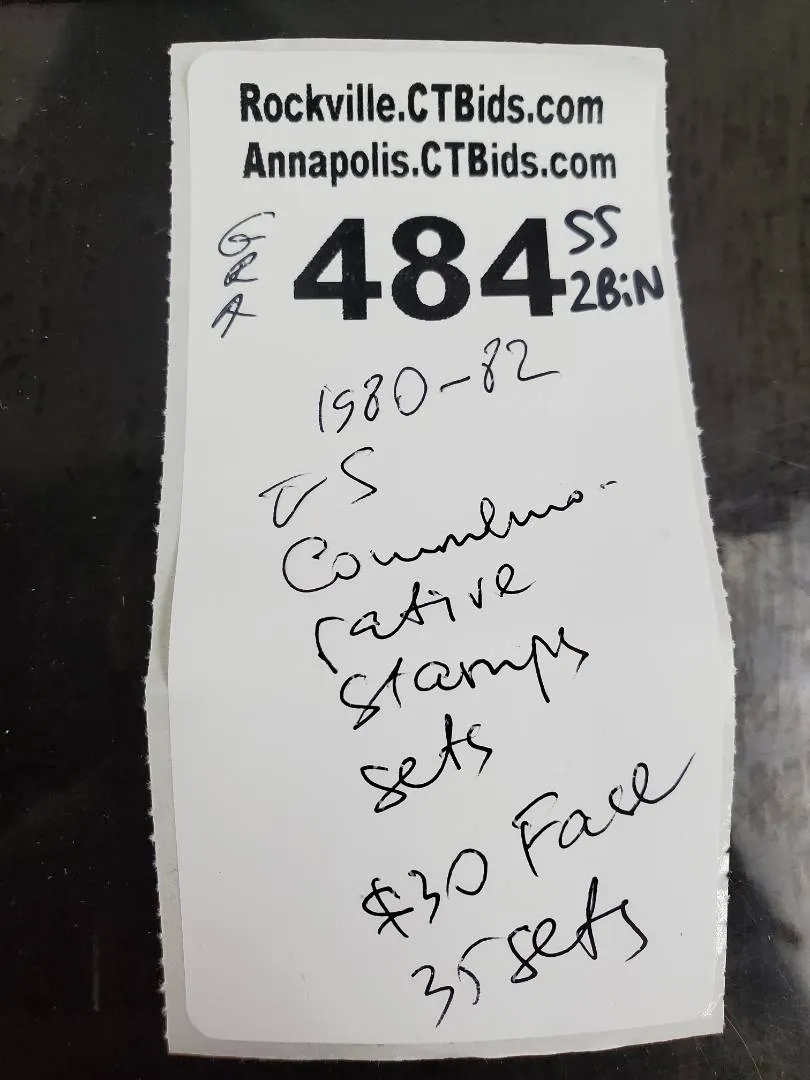 Rockville.CTBids.com
Annapolis.CTBids.com
GRA
484 SS
2BiN
1980-82
US
Commemo-
rative
stamps
sets
$30 Face
35 sets